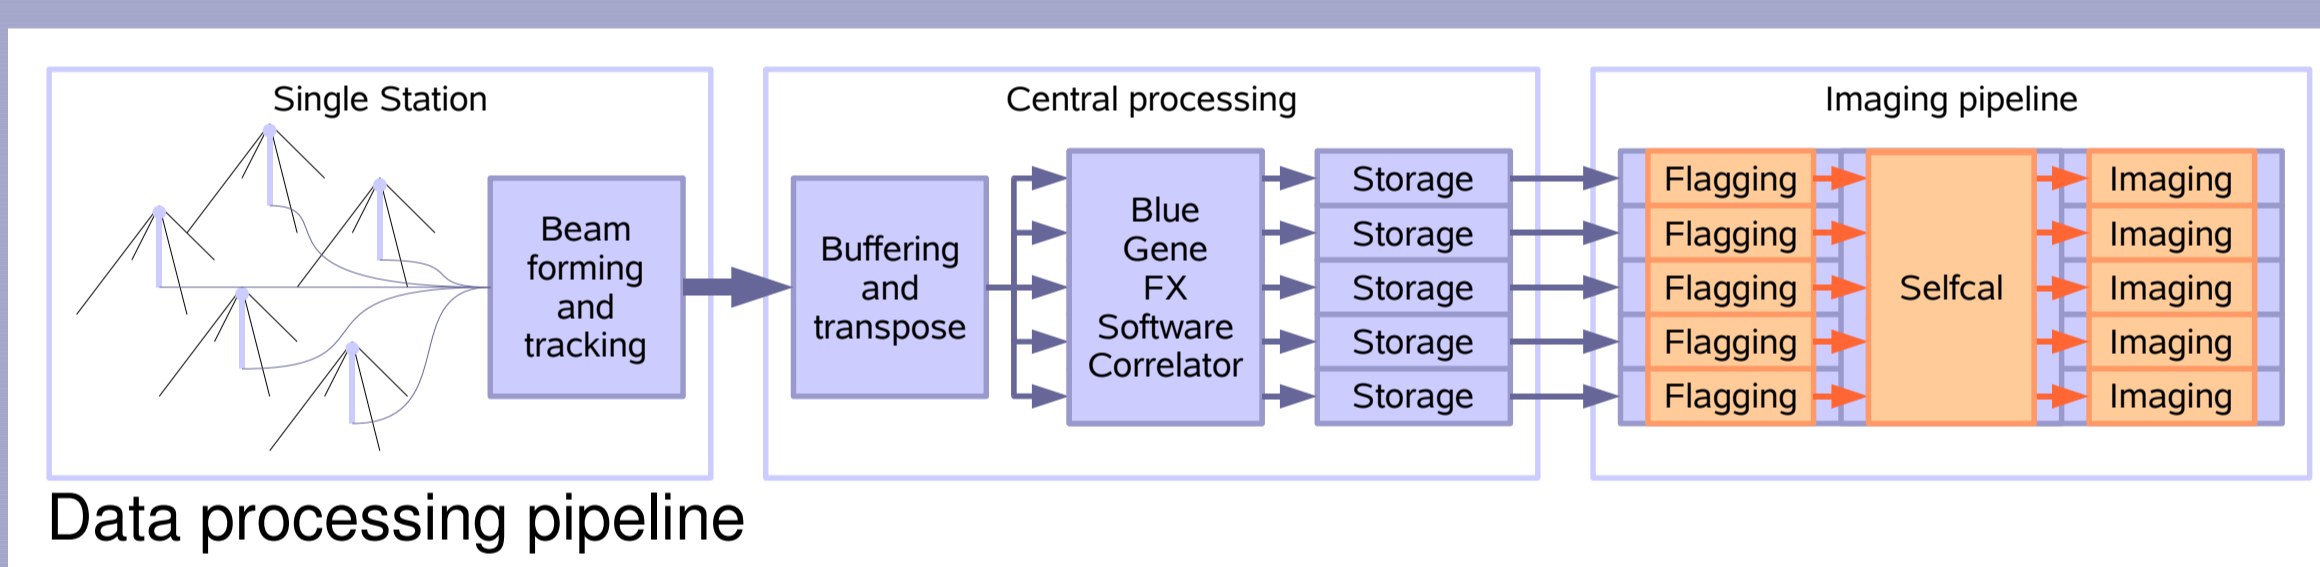 Single Station
Beam
forming
and
tracking
Central processing
Buffering
and
transpose
Blue
Gene
FX
Software
Correlator
Storage
Storage
Storage
Storage
Storage
Imaging pipeline
Flagging
Flagging
Flagging
Flagging
Flagging
Selfcal
Imaging
Imaging
Imaging
Imaging
Imaging
Data processing pipeline